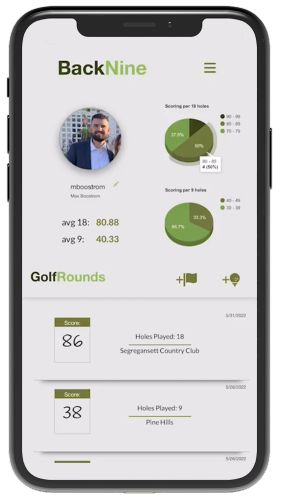 BackNine
Scoring per 18 holes
90 - 99
80 - 89
70 - 79
37.5%
50%
80 - 89
4 (50%)
mboostrom
Max Boostrom
Scoring per 9 holes
40 - 49
30 - 39
33.3%
66.7%
avg 18: 80.88
avg 9: 40.33
GolfRounds
+
+
5/31/2022
Score:
86
Holes Played: 18
Segregansett Country Club
5/28/2022
Score:
38
Holes Played: 9
Pine Hills
5/26/2022